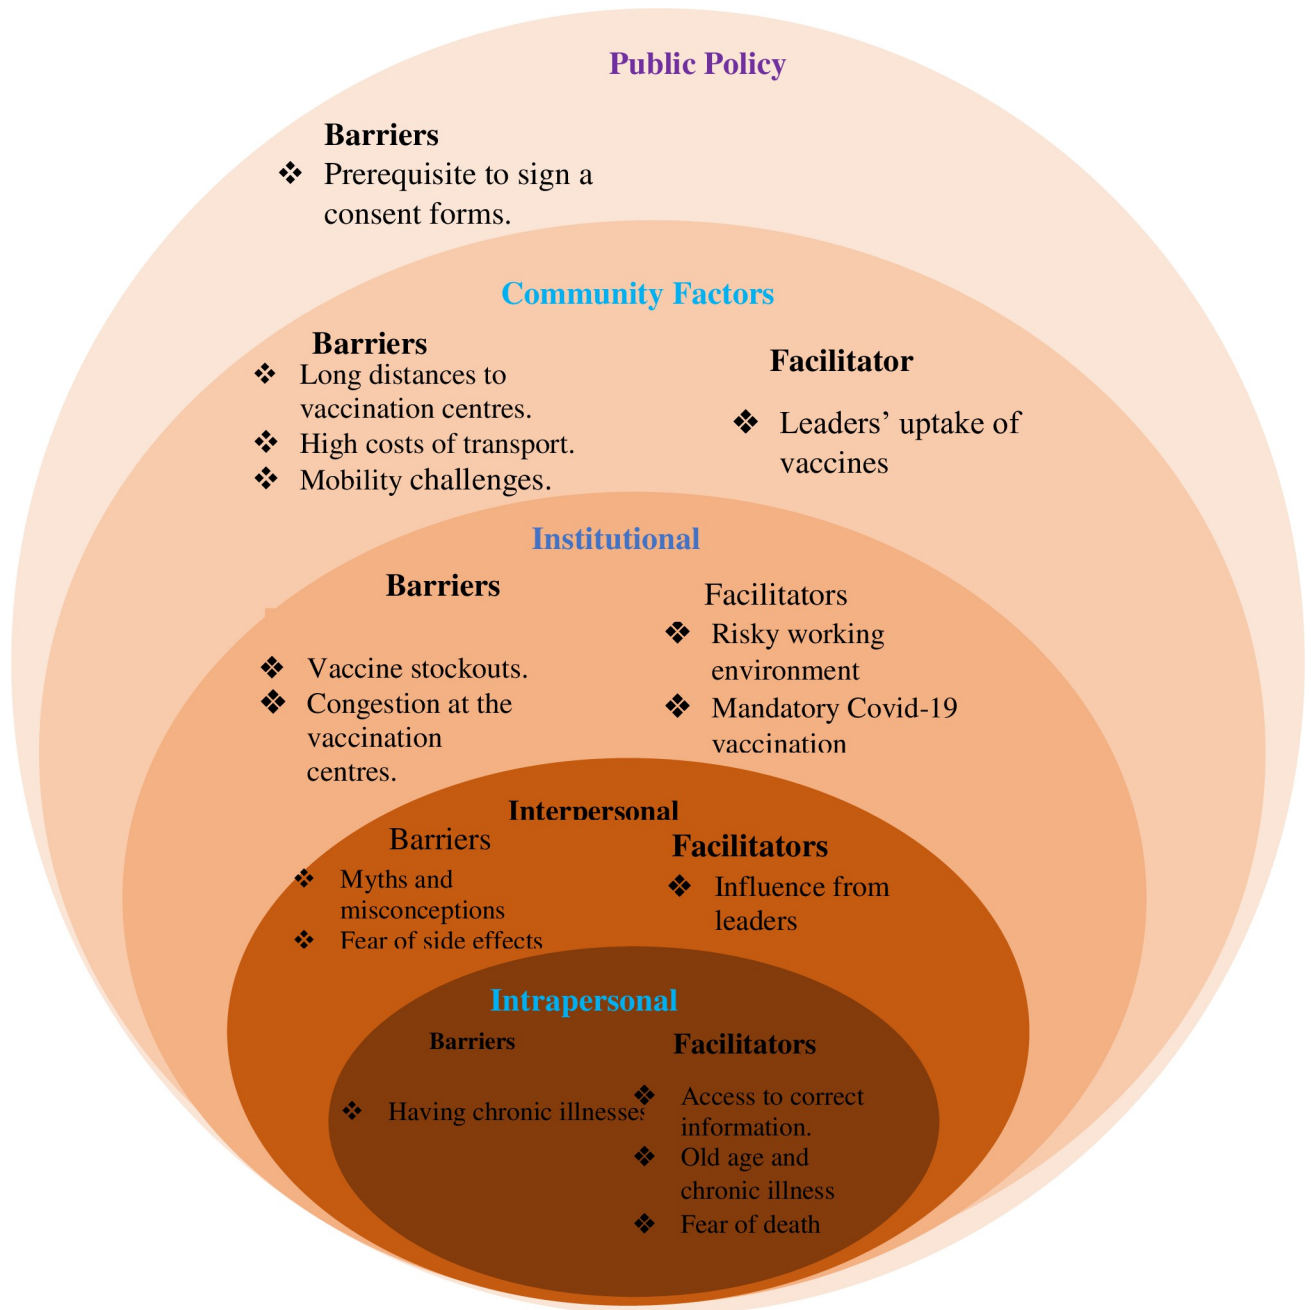 Public Policy
Barriers
❖ Prerequisite to sign a
consent forms.
Community Factors
Barriers
❖ Long distances to
vaccination centres.
❖ High costs of transport.
❖ Mobility challenges.
Facilitator
❖ Leaders’ uptake of
vaccines
Institutional
Barriers
❖ Vaccine stockouts.
❖ Congestion at the
vaccination
centres.
Facilitators
❖ Risky working
environment
❖ Mandatory Covid-19
vaccination
Interpersonal
Barriers
❖ Myths and
misconceptions
❖ Fear of side effects
Facilitators
❖ Influence from
leaders
Intrapersonal
Barriers
❖ Having chronic illnesses
Facilitators
❖ Access to correct
information.
❖ Old age and
chronic illness
❖ Fear of death